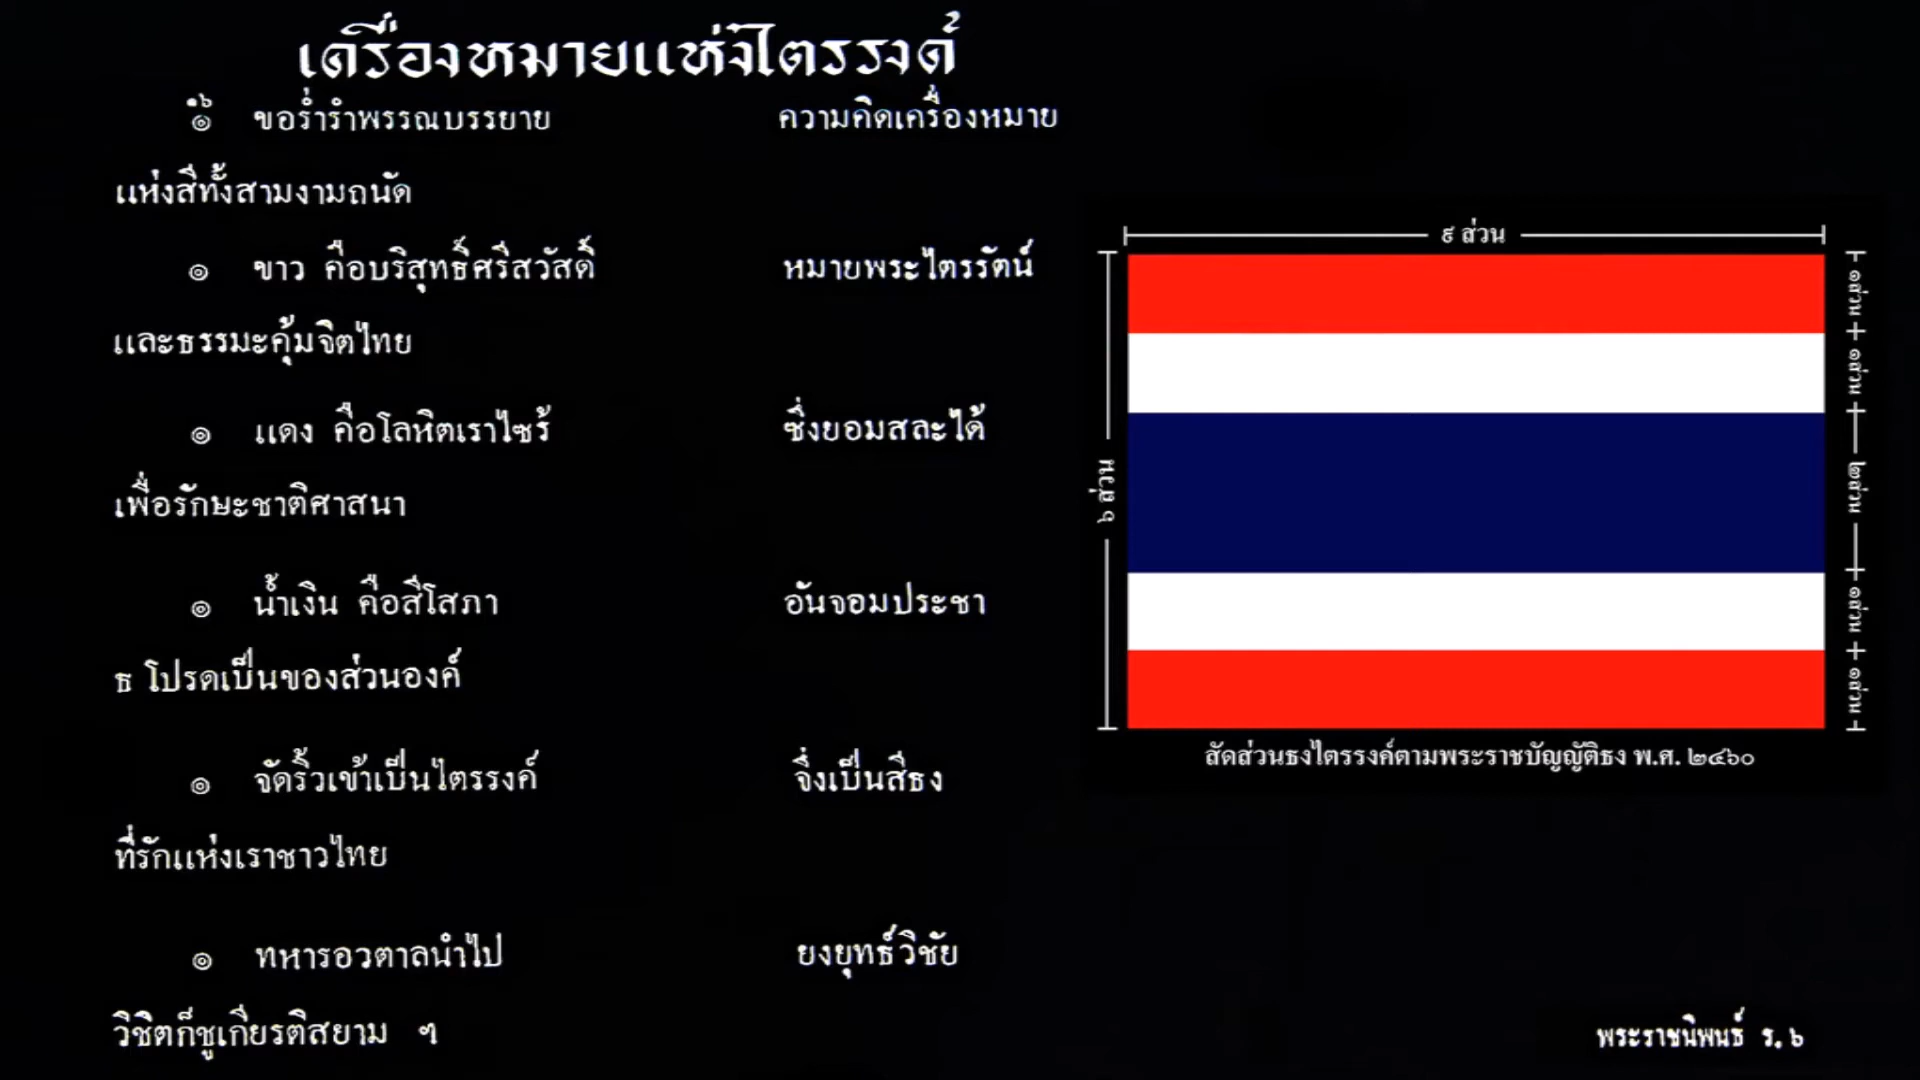 เครื่องหมายแห่งไตรรงค์
๑๖
๏ ขอร่ำรำพรรณบรรยาย ความคิดเครื่องหมาย
แห่งสีทั้งสามงามถนัด
๏ ขาว คือบริสุทธิ์ศรีสวัสดิ์ หมายพระไตรรัตน์
และธรรมะคุ้มจิตไทย
๏ แดง คือโลหิตเราไซร้ ซึ่งยอมสละได้
เพื่อรักษะชาติศาสนา
๏ น้ำเงิน คือสีโสภา อันจอมประชา
ธ โปรดเป็นของส่วนองค์
๏ จัดริ้วเข้าเป็นไตรรงค์ จึ่งเป็นสีธง
ที่รักแห่งเราชาวไทย
๏ ทหารอวตาลนำไป ยงยุทธ์วิชัย
วิชิตก็ชูเกียรติสยาม ฯ
๙ ส่วน
๖ ส่วน
๑ส่วน
๑ส่วน
๒ส่วน
๑ส่วน
๑ส่วน
สัดส่วนธงไตรรงค์ตามพระราชบัญญัติธง พ.ศ. ๒๔๖๐
พระราชนิพนธ์ ร. ๖